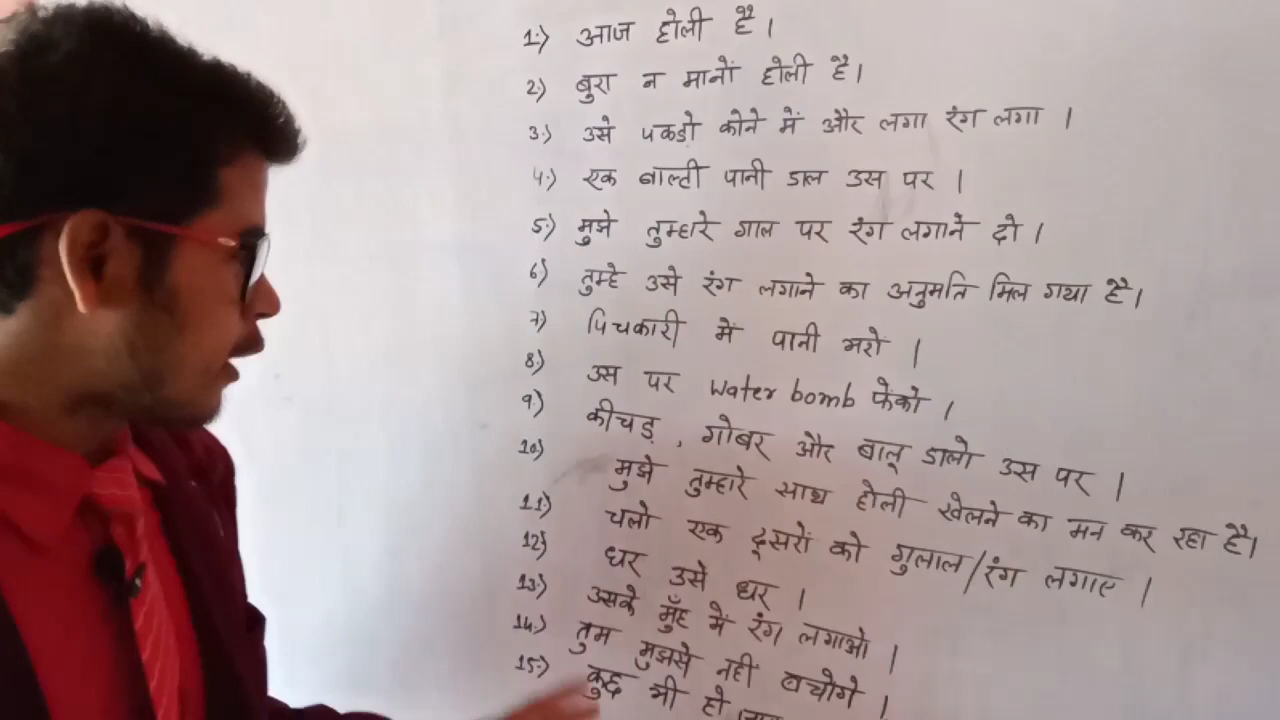 1.) आज होली है।
2.) बुरा न मानों होली है।
3.) उसे पकडो कोने में और लगा रंग लगा ।
4.) एक बाल्टी पानी डाल उस पर ।
5.) मुझे तुम्हारे गाल पर रंग लगाने दो ।
6.) तुम्हे उसे रंग लगाने का अनुमति मिल गया है।
7.) पिचकारी में पानी भरो ।
8.) उस पर water bomb फेंको ।
9.) कीचड़ , गोबर और बालू डालो उस पर ।
10.) मुझे तुम्हारे साथ होली खेलने का मन कर रहा है।
11.) चलो एक दूसरों को गुलाल/रंग लगाए ।
12.) धर उसे धर ।
13.) उसके मुँह में रंग लगाओ ।
14.) तुम मुझसे नहीं बचोगे ।
15.) कुछ भी हो